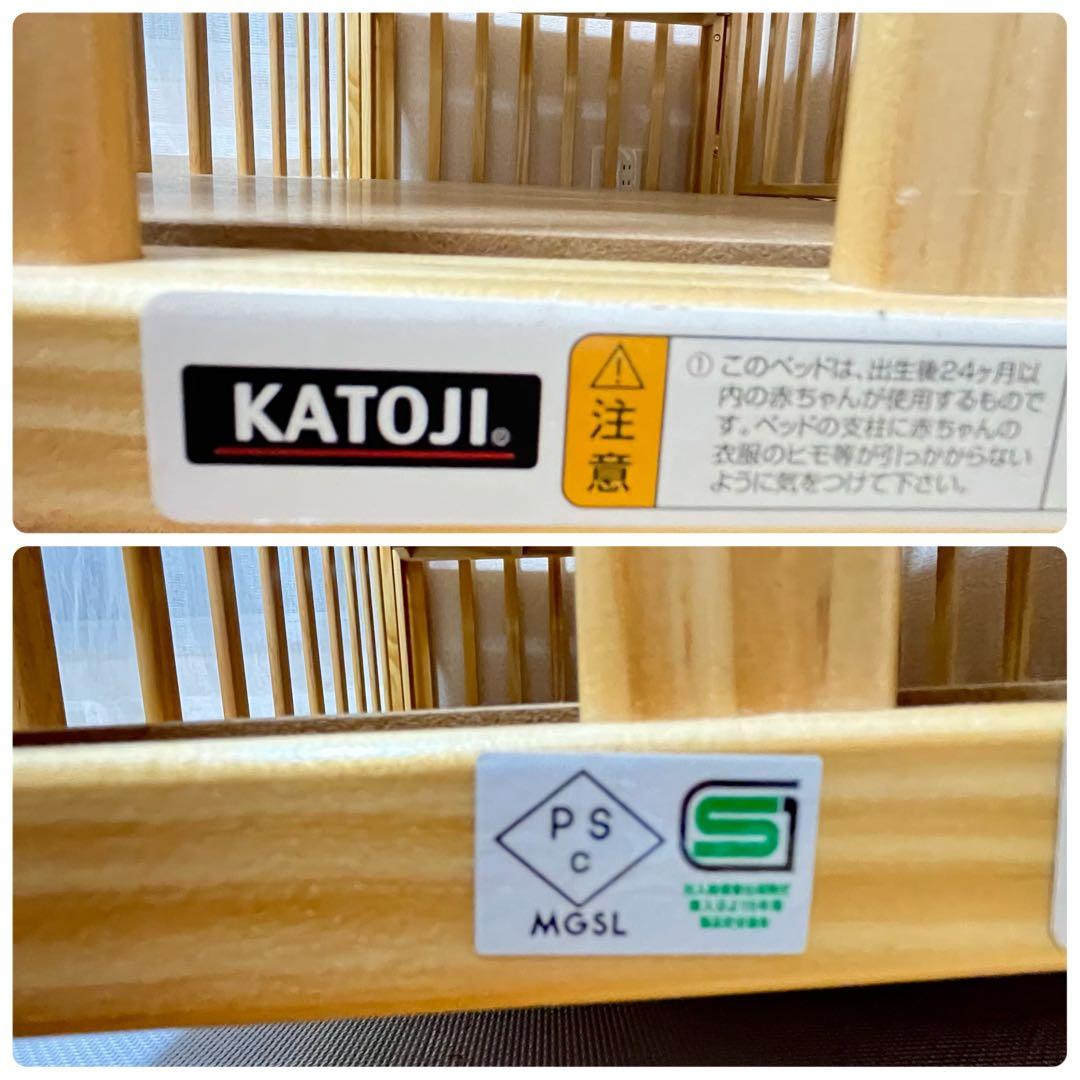 KATOJI®
注意
① このベッドは、出生後24ヶ月以
内の赤ちゃんが使用するもので
す。ベッドの支柱に赤ちゃんの
衣服のヒモ等が引っかからない
ように気をつけて下さい。
PS
C
MGSL